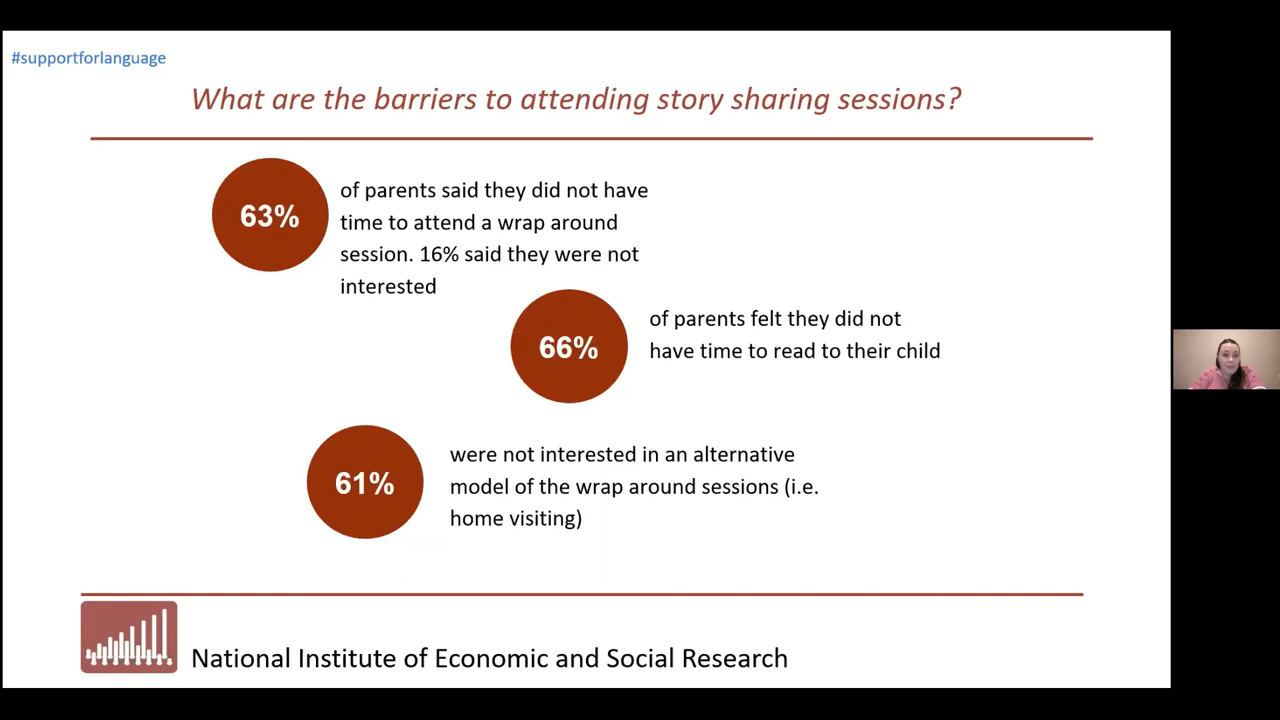 #supportforlanguage
What are the barriers to attending story sharing sessions?
63%
of parents said they did not have
time to attend a wrap around
session. 16% said they were not
interested
66%
of parents felt they did not
have time to read to their child
61%
were not interested in an alternative
model of the wrap around sessions (i.e.
home visiting)
National Institute of Economic and Social Research